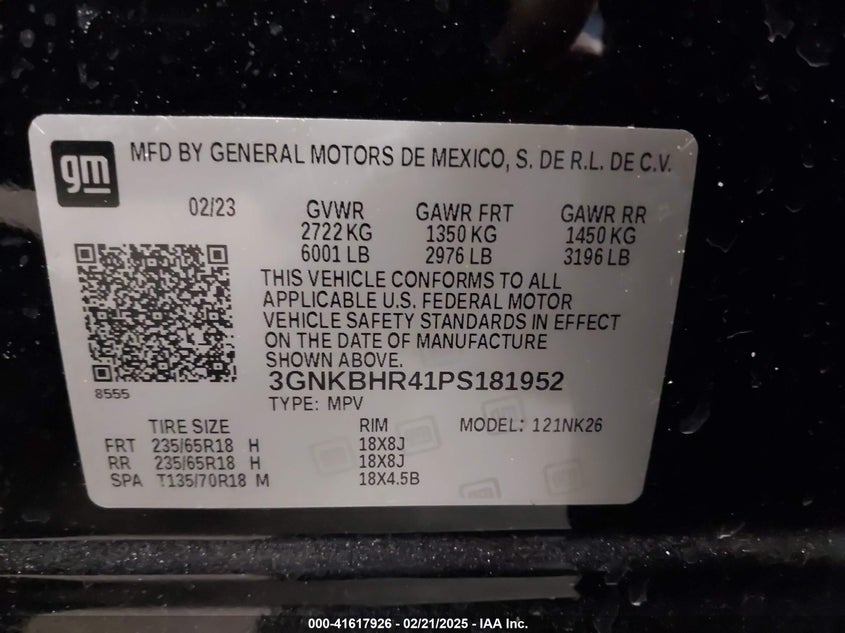 gm
MFD BY GENERAL MOTORS DE MEXICO, S. DE R.L. DE C.V.
02/23 GVWR GAWR FRT GAWR RR
2722 KG 1350 KG 1450 KG
6001 LB 2976 LB 3196 LB
THIS VEHICLE CONFORMS TO ALL
APPLICABLE U.S. FEDERAL MOTOR
VEHICLE SAFETY STANDARDS IN EFFECT
ON THE DATE OF MANUFACTURE
SHOWN ABOVE.
3GNKBHR41PS181952
8555
TYPE: MPV
TIRE SIZE RIM MODEL: 121NK26
FRT 235/65R18 H 18X8J
RR 235/65R18 H 18X8J
SPA T135/70R18 M 18X4.5B
000-41617926 - 02/21/2025 - IAA Inc.